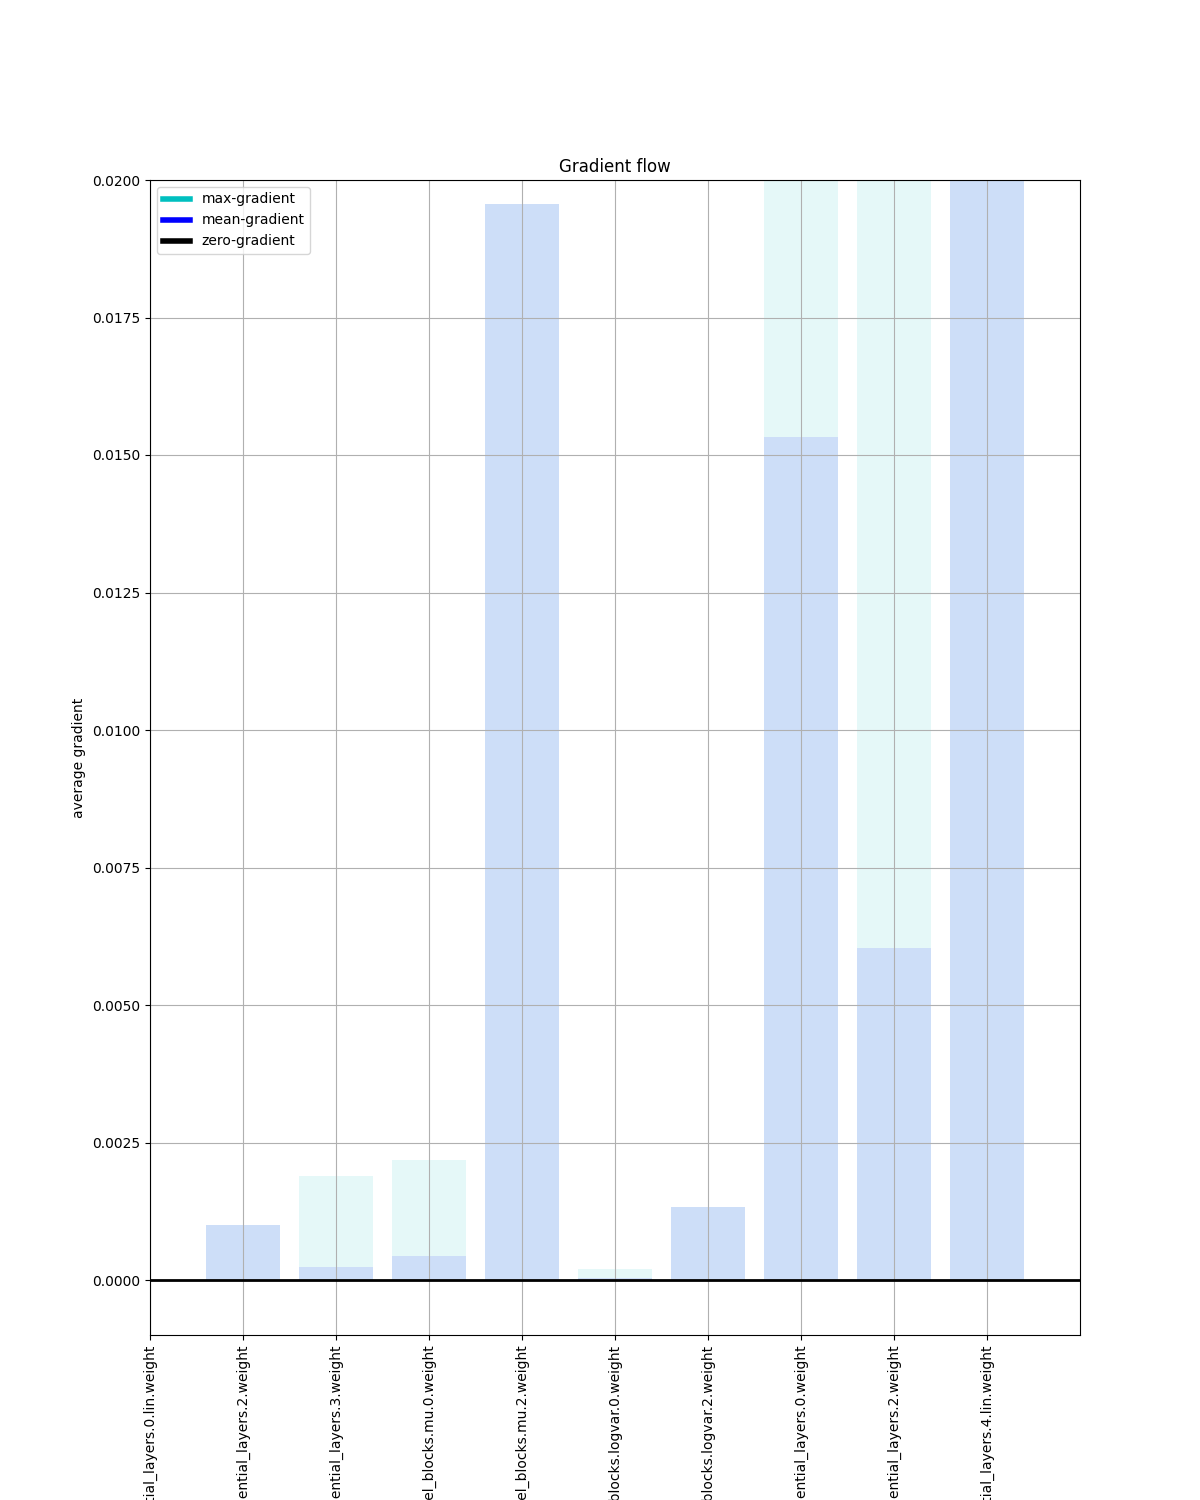 Gradient flow
max-gradient
mean-gradient
zero-gradient
0.0200
0.0175
0.0150
0.0125
0.0100
0.0075
0.0050
0.0025
0.0000
average gradient
tial_layers.0.lin.weight
ential_layers.2.weight
ential_layers.3.weight
el_blocks.mu.0.weight
el_blocks.mu.2.weight
blocks.logvar.0.weight
blocks.logvar.2.weight
ential_layers.0.weight
ential_layers.2.weight
tial_layers.4.lin.weight